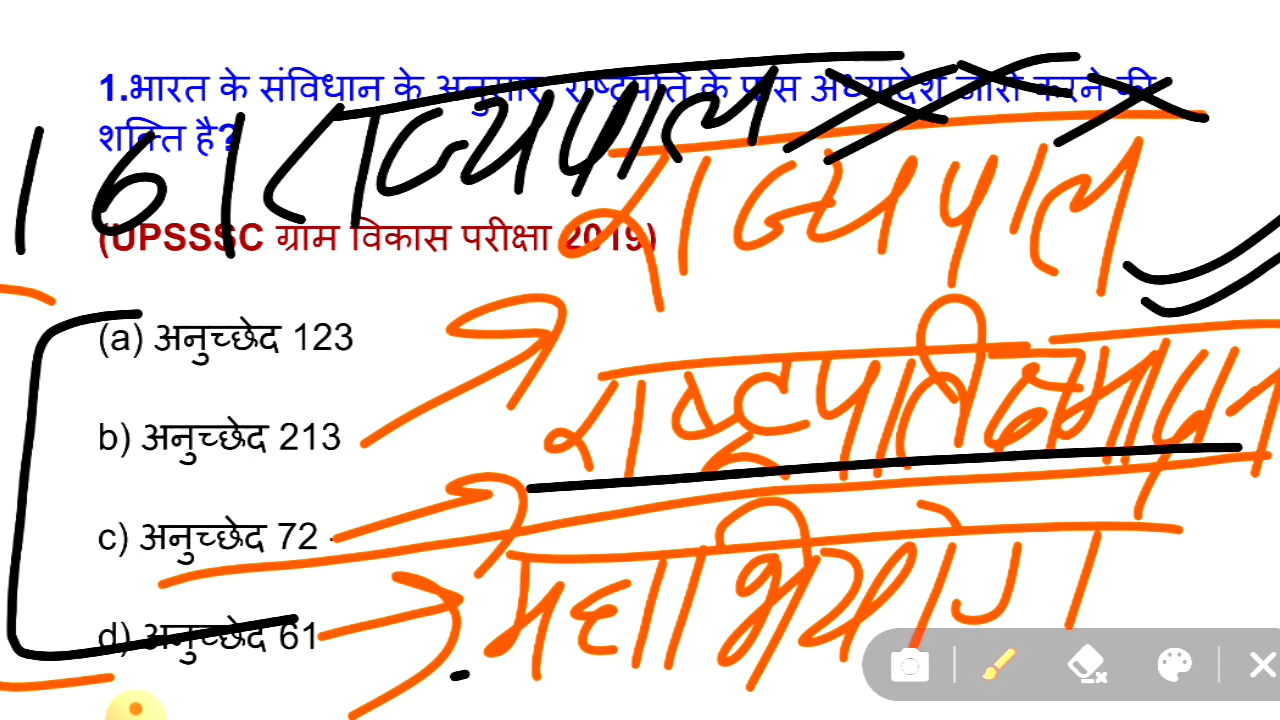 1.भारत के संविधान के अनुसार, राष्ट्रपति के पास अध्यादेश जारी करने की
शक्ति है?
161 राज्यपाल
राज्यपाल
(UPSSSC ग्राम विकास परीक्षा 2019)
(a) अनुच्छेद 123
b) अनुच्छेद 213
राष्ट्रपति क्षमादान
c) अनुच्छेद 72
महाभियोग
d) अनुच्छेद 61